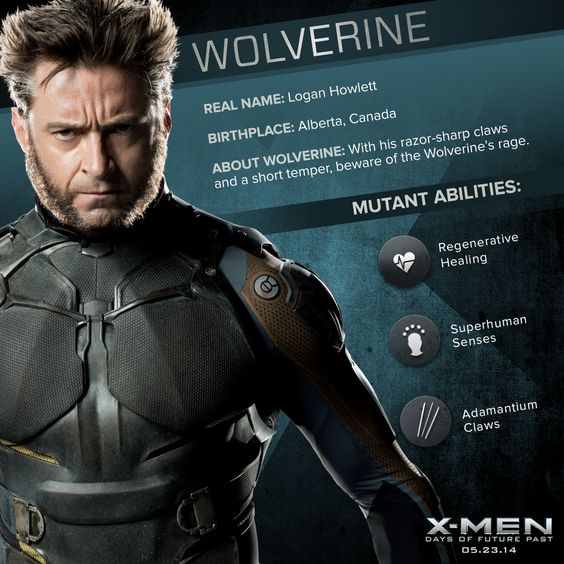 WOLVERINE
REAL NAME: Logan Howlett
BIRTHPLACE: Alberta, Canada
ABOUT WOLVERINE: With his razor-sharp claws
and a short temper, beware of the Wolverine's rage.
MUTANT ABILITIES:
Regenerative
Healing
Superhuman
Senses
Adamantium
Claws
X-MEN
DAYS OF FUTURE PAST
05.23.14